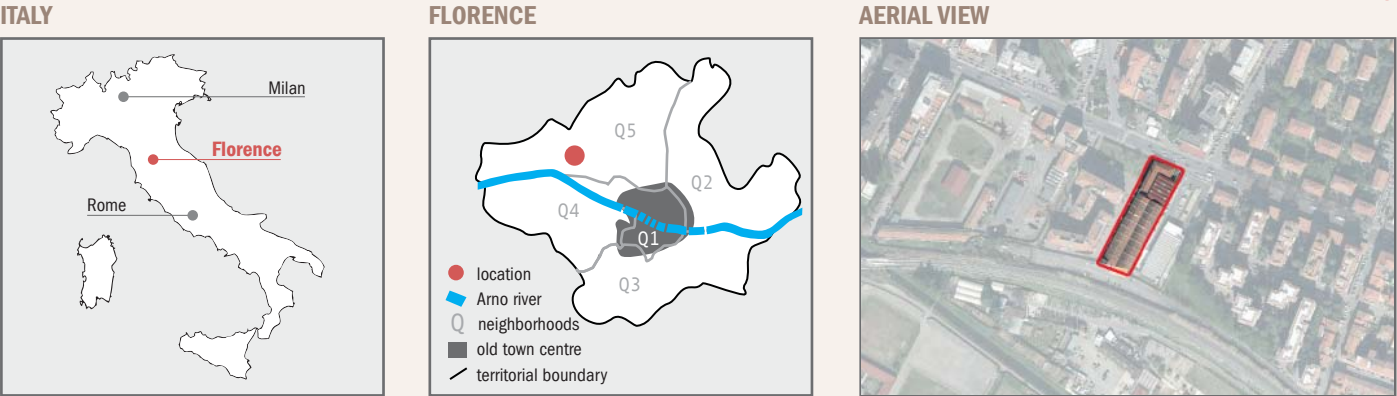 ITALY
Milan
Florence
Rome
FLORENCE
Q5
Q2
Q4
Q1
Q3
location
Arno river
Q neighborhoods
old town centre
territorial boundary
AERIAL VIEW